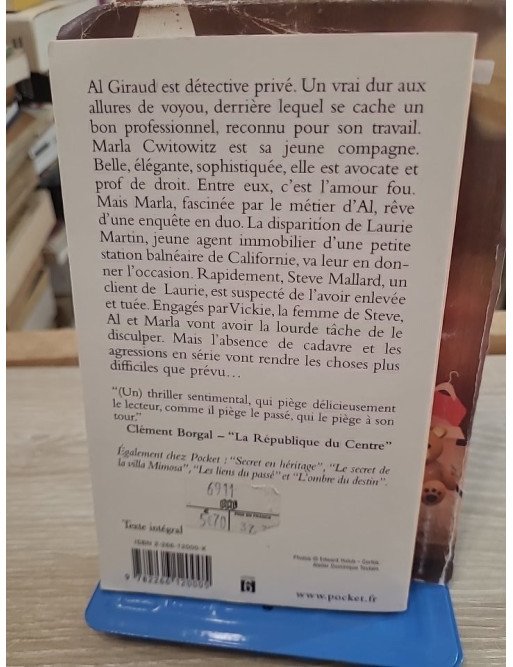 Al Giraud est détective privé. Un vrai dur aux
allures de voyou, derrière lequel se cache un
bon professionnel, reconnu pour son travail.
Marla Cwitowitz est sa jeune compagne.
Belle, élégante, sophistiquée, elle est avocate et
prof de droit. Entre eux, c'est l'amour fou.
Mais Marla, fascinée par le métier d'Al, rêve
d'une enquête en duo. La disparition de Laurie
Martin, jeune agent immobilier d'une petite
station balnéaire de Californie, va leur en don-
ner l'occasion. Rapidement, Steve Mallard, un
client de Laurie, est suspecté de l'avoir enlevée
et tuée. Engagés par Vickie, la femme de Steve,
Al et Marla vont avoir la lourde tâche de le
disculper. Mais l'absence de cadavre et les
agressions en série vont rendre les choses plus
difficiles que prévu…
"(Un) thriller sentimental, qui piège délicieusement
le lecteur, comme il piège le passé, qui le piège à son
tour."
Clément Borgal – "La République du Centre"
Également chez Pocket : "Secret en héritage", "Le secret de
la villa Mimosa", "Les liens du passé" et "L'ombre du destin".
6911
Texte intégral
ISBN 2-266-12000-X
9 782266 120005
6
www.pocket.fr